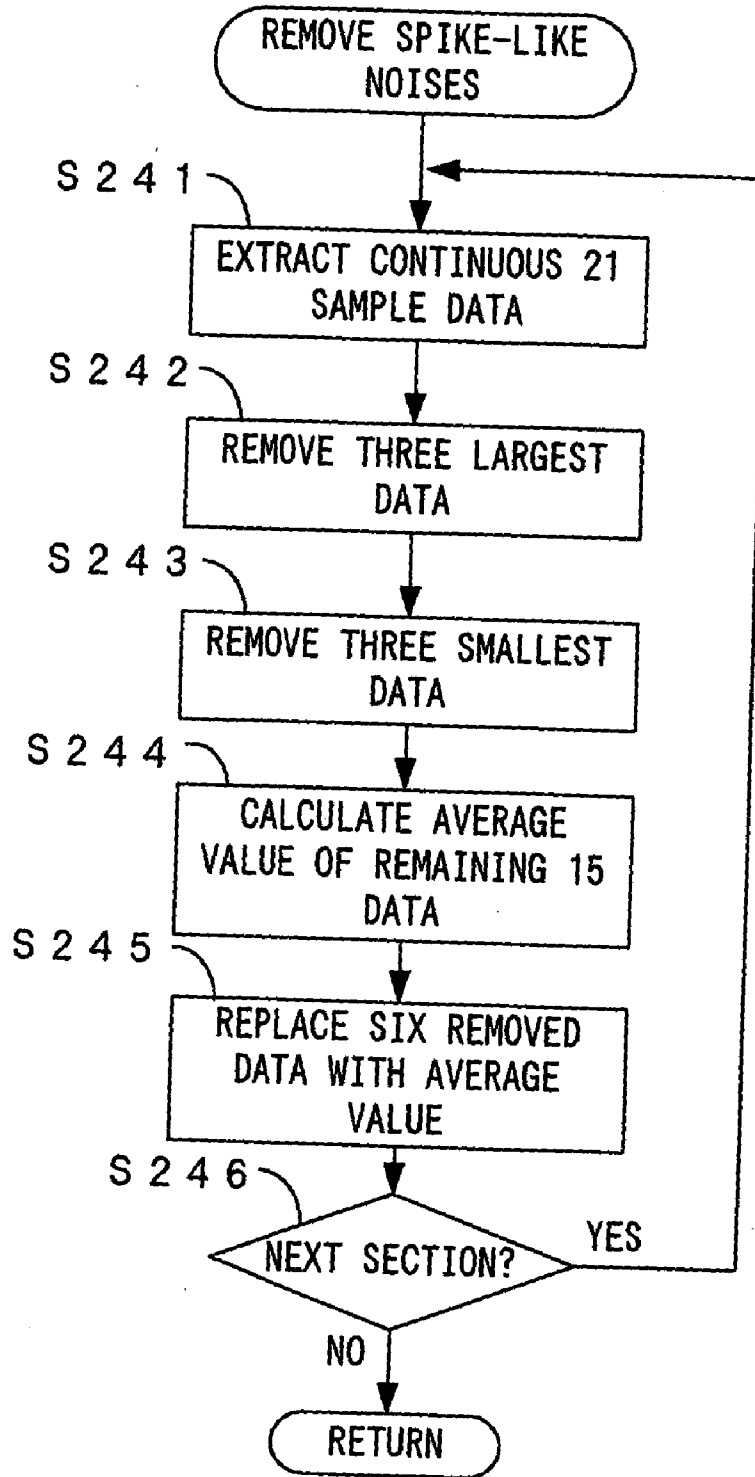 REMOVE SPIKE-LIKE
NOISES
S241
EXTRACT CONTINUOUS 21
SAMPLE DATA
S242
REMOVE THREE LARGEST
DATA
S243
REMOVE THREE SMALLEST
DATA
S244
CALCULATE AVERAGE
VALUE OF REMAINING 15
DATA
S245
REPLACE SIX REMOVED
DATA WITH AVERAGE
VALUE
S246
NEXT SECTION?
YES
NO
RETURN